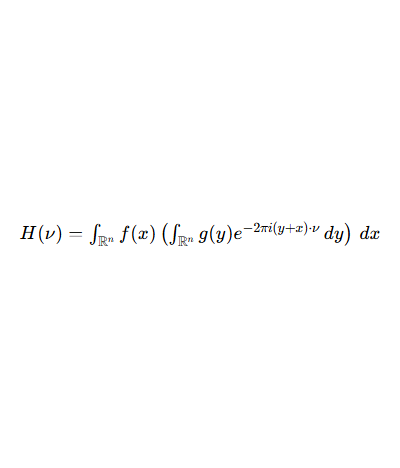 H(ν) = ∫_{ℝⁿ} f(x) (∫_{ℝⁿ} g(y)e^{−2πi(y+x)·ν} dy) dx